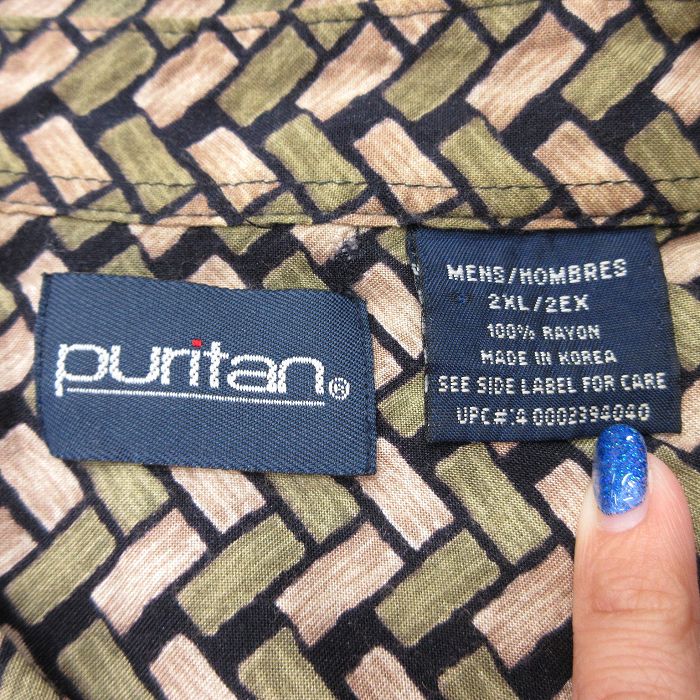 puritan®
MENS/HOMBRES
2XL/2EX
100% RAYON
MADE IN KOREA
SEE SIDE LABEL FOR CARE
UPC# 4 0002394040